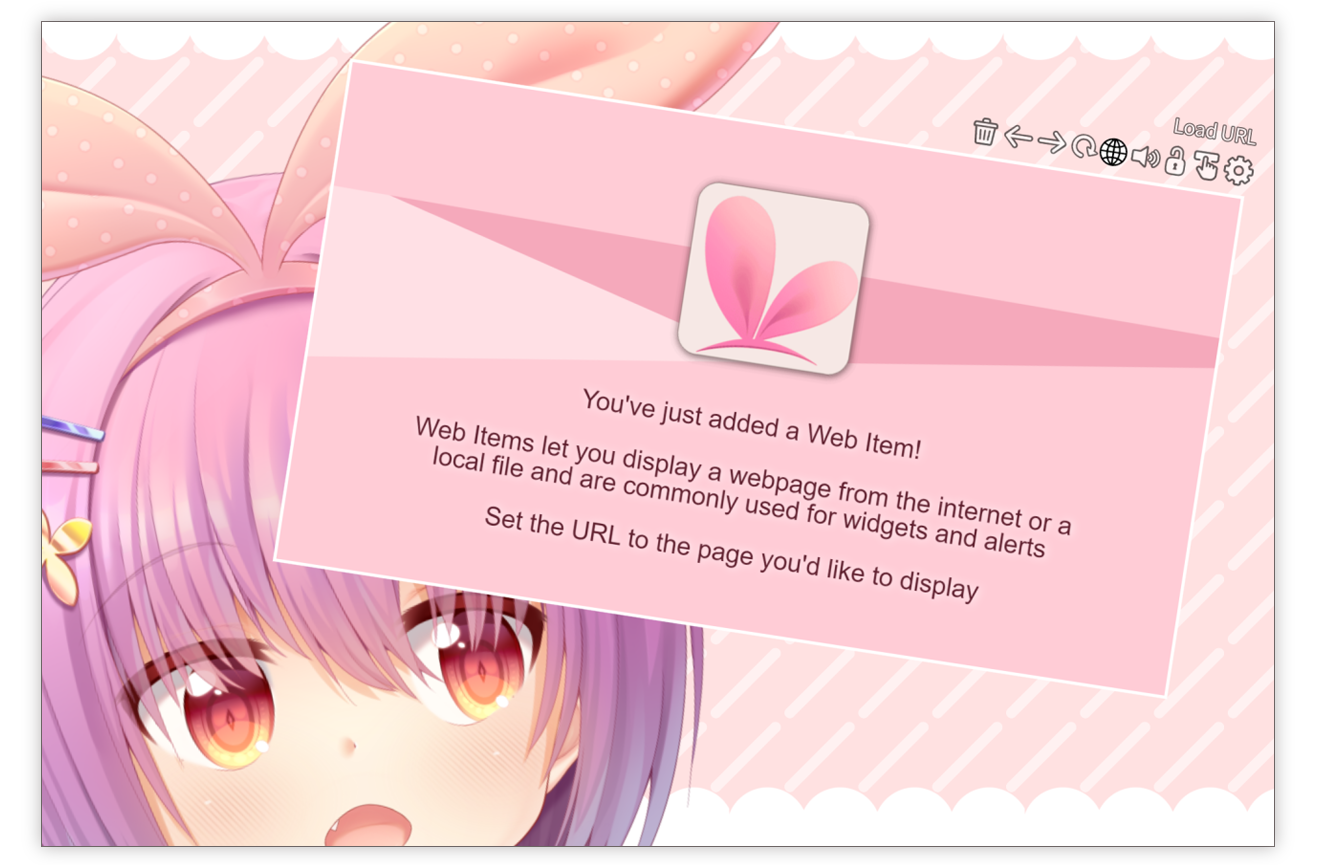 Load URL
You've just added a Web Item!
Web Items let you display a webpage from the internet or a
local file and are commonly used for widgets and alerts
Set the URL to the page you'd like to display